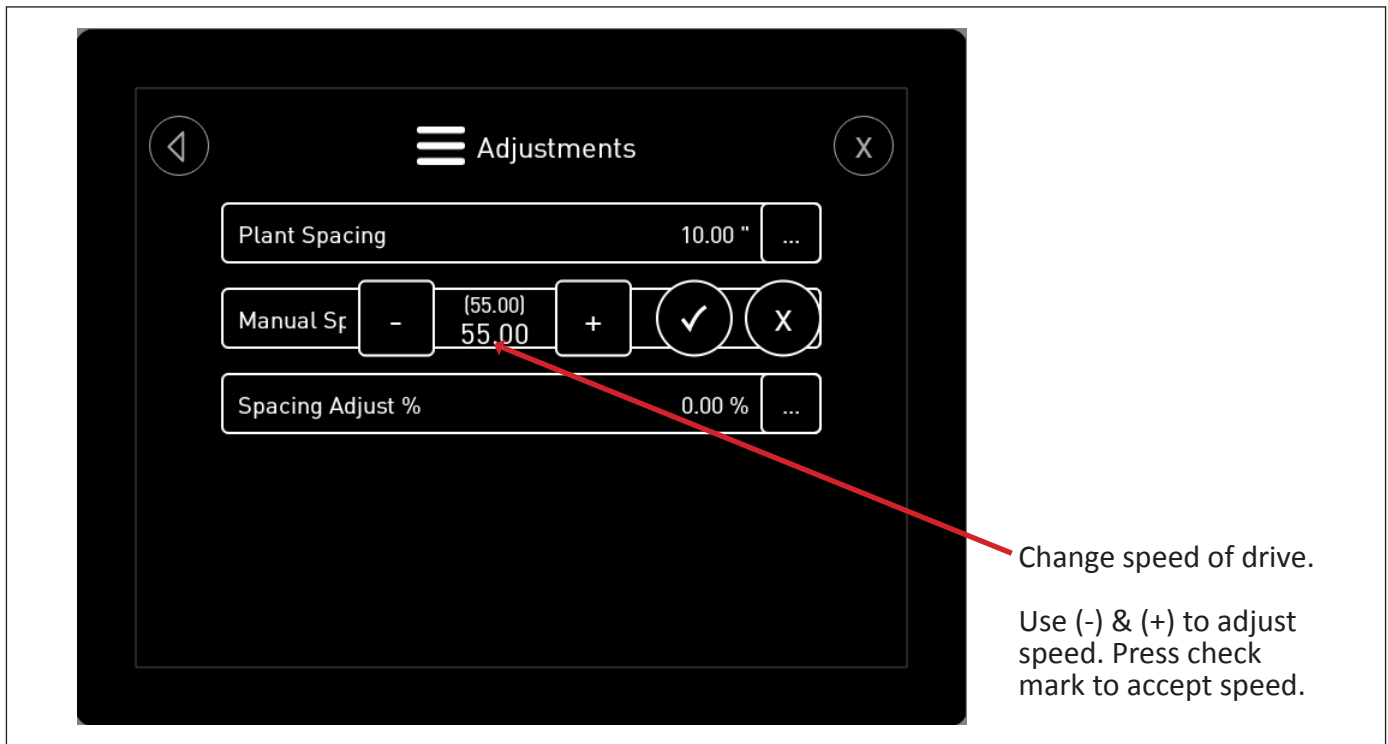 Adjustments
X
Plant Spacing 10.00 " ...
Manual Sp - (55.00) + X
55.00
Spacing Adjust % 0.00 % ...
Change speed of drive.
Use (-) & (+) to adjust
speed. Press check
mark to accept speed.